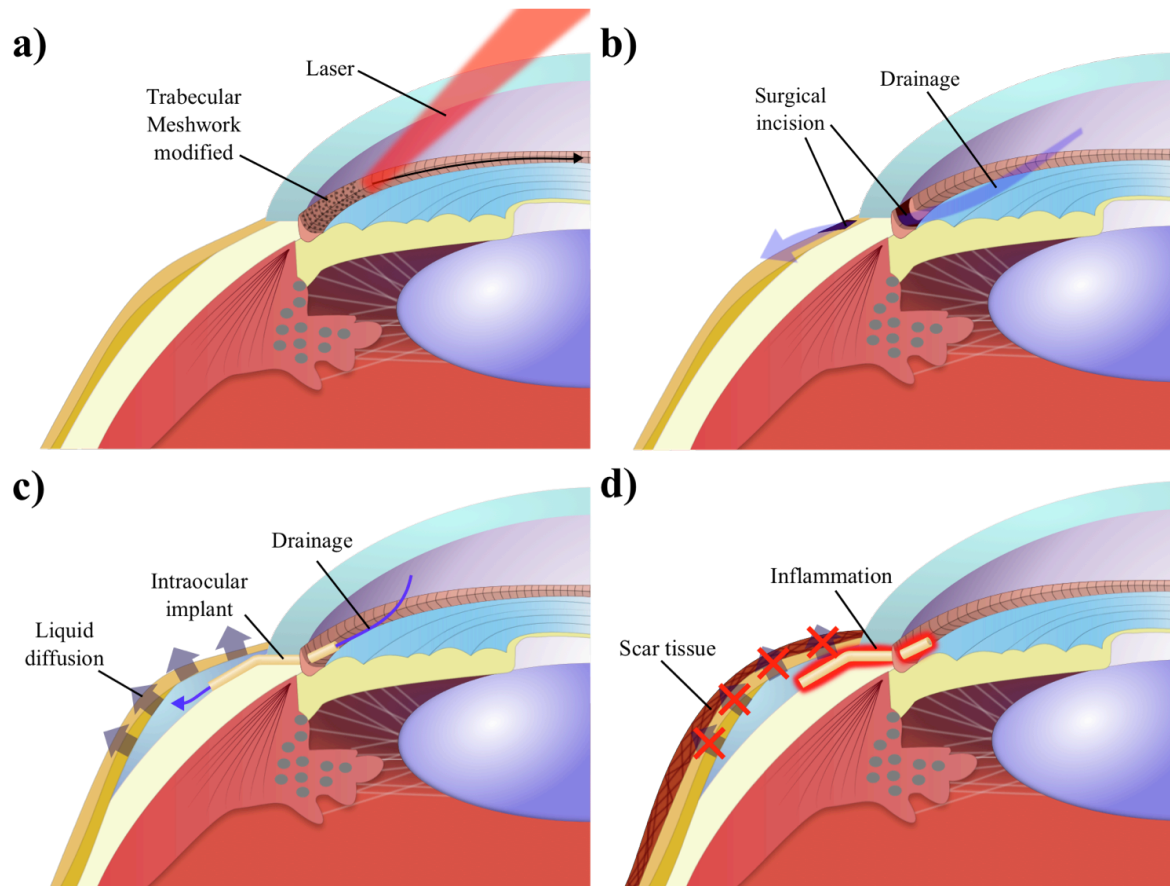 a)
Laser
Trabecular
Meshwork
modified
b)
Drainage
Surgical
incision
c)
Drainage
Intraocular
implant
Liquid
diffusion
d)
Inflammation
Scar tissue